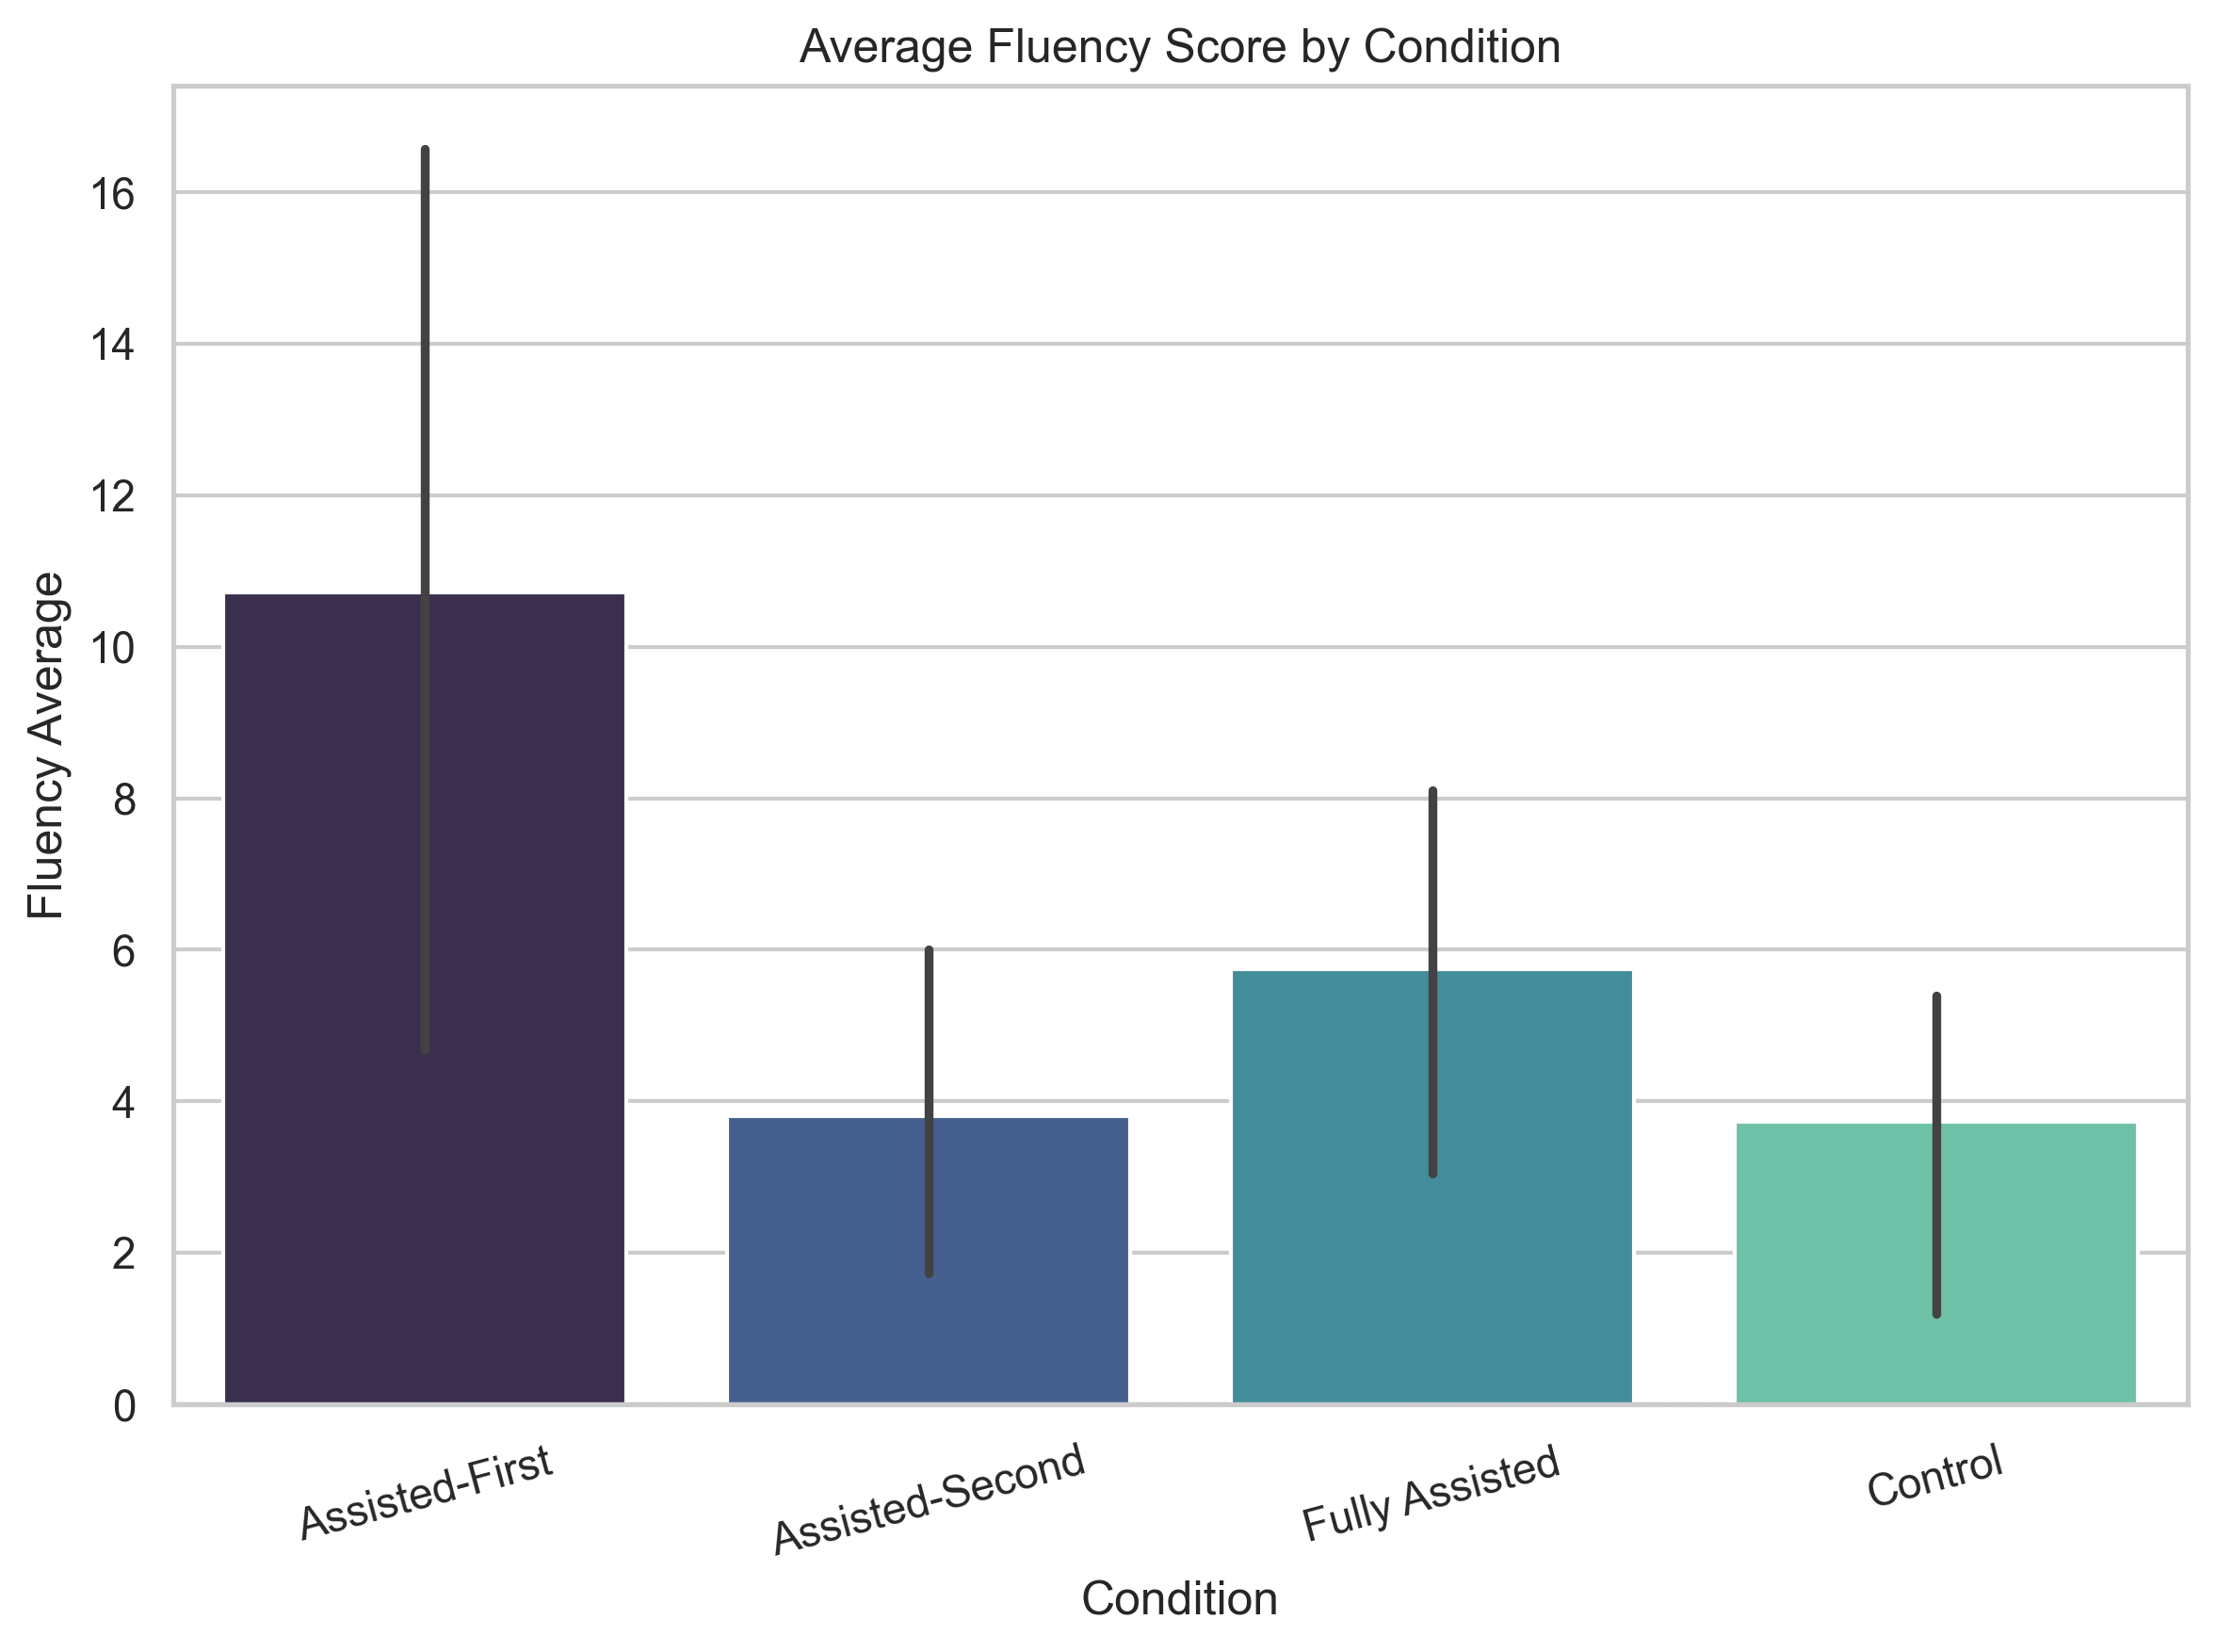 Average Fluency Score by Condition
Fluency Average
16
14
12
10
8
6
4
2
0
Assisted-First
Assisted-Second
Fully Assisted
Control
Condition